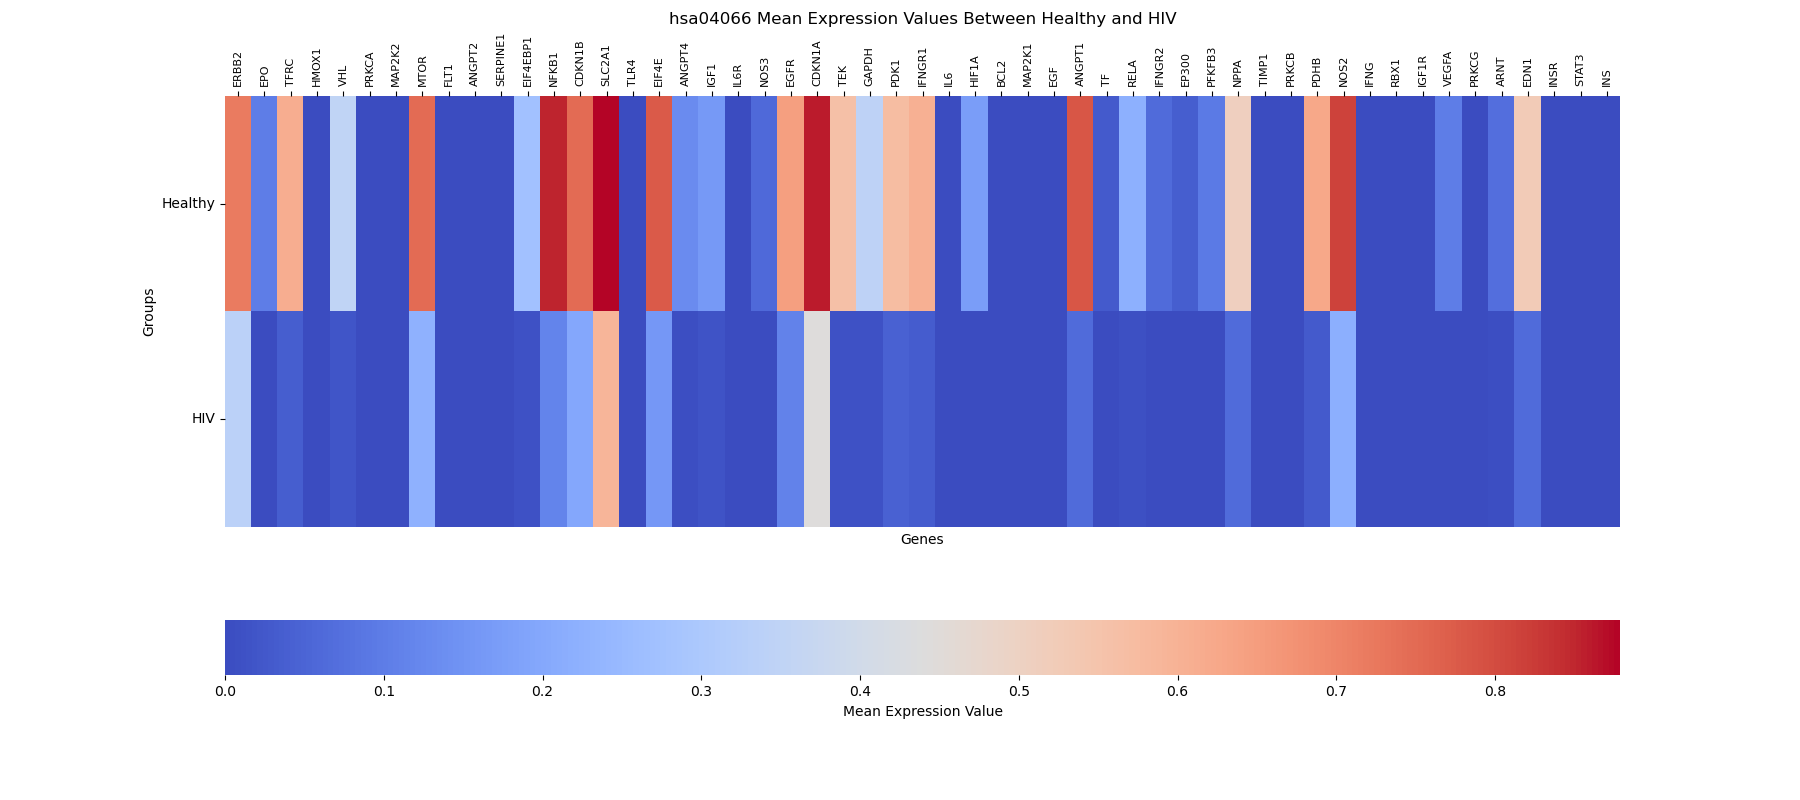 hsa04066 Mean Expression Values Between Healthy and HIV
ERBB2
EPO
TFRC
HMOX1
VHL
PRKCA
MAP2K2
MTOR
FLT1
ANGPT2
SERPINE1
EIF4EBP1
NFKB1
CDKN1B
SLC2A1
TLR4
EIF4E
ANGPT4
IGF1
IL6R
NOS3
EGFR
CDKN1A
TEK
GAPDH
PDK1
IFNGR1
IL6
HIF1A
BCL2
MAP2K1
EGF
ANGPT1
TF
RELA
IFNGR2
EP300
PFKFB3
NPPA
TIMP1
PRKCB
PDHB
NOS2
IFNG
RBX1
IGF1R
VEGFA
PRKCG
ARNT
EDN1
INSR
STAT3
INS
Healthy
Groups
HIV
Genes
0.0 0.1 0.2 0.3 0.4 0.5 0.6 0.7 0.8
Mean Expression Value